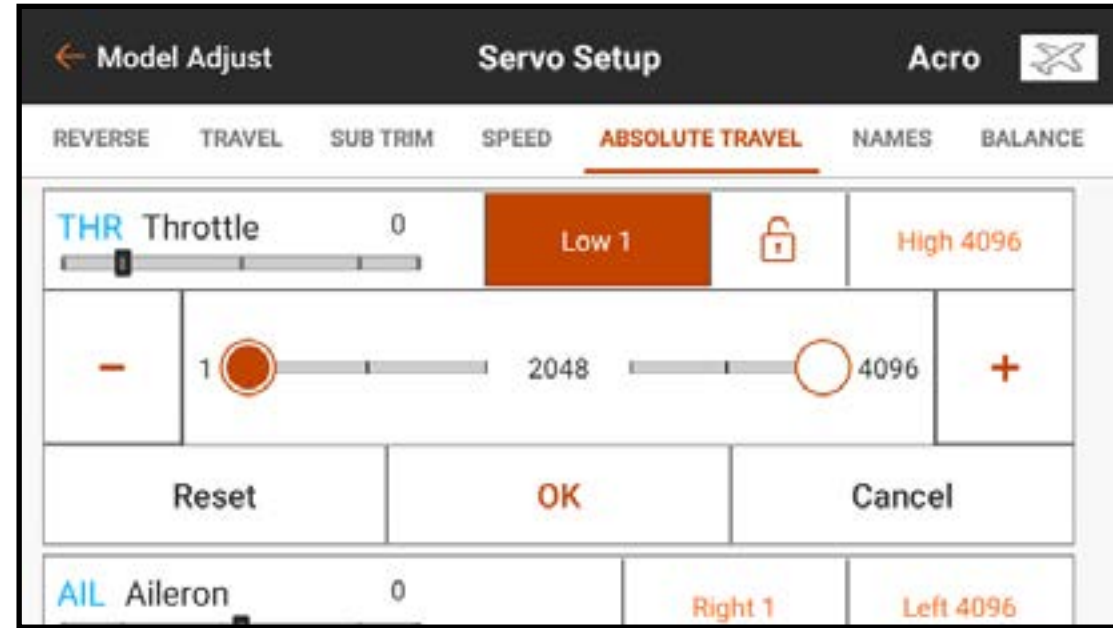 Model Adjust Servo Setup Acro
REVERSE TRAVEL SUB TRIM SPEED ABSOLUTE TRAVEL NAMES BALANCE
THR Throttle 0 Low 1 High 4096
- 1 2048 4096 +
Reset OK Cancel
AIL Aileron 0 Right 1 Left 4096